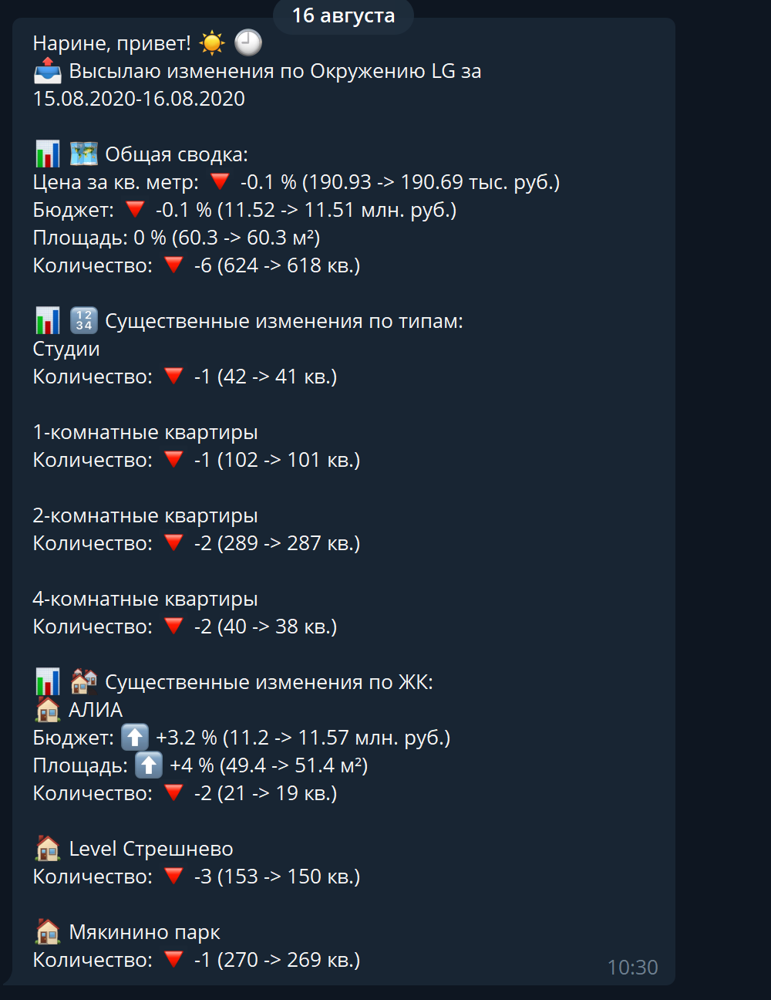 16 августа
Нарине, привет! ☀️ 🕘
📤 Высылаю изменения по Окружению LG за
15.08.2020-16.08.2020
📊 🗺️ Общая сводка:
Цена за кв. метр: 🔻 -0.1 % (190.93 -> 190.69 тыс. руб.)
Бюджет: 🔻 -0.1 % (11.52 -> 11.51 млн. руб.)
Площадь: 0 % (60.3 -> 60.3 м²)
Количество: 🔻 -6 (624 -> 618 кв.)
📊 🔢 Существенные изменения по типам:
Студии
Количество: 🔻 -1 (42 -> 41 кв.)
1-комнатные квартиры
Количество: 🔻 -1 (102 -> 101 кв.)
2-комнатные квартиры
Количество: 🔻 -2 (289 -> 287 кв.)
4-комнатные квартиры
Количество: 🔻 -2 (40 -> 38 кв.)
📊 🏘️ Существенные изменения по ЖК:
🏠 АЛИА
Бюджет: ⬆️ +3.2 % (11.2 -> 11.57 млн. руб.)
Площадь: ⬆️ +4 % (49.4 -> 51.4 м²)
Количество: 🔻 -2 (21 -> 19 кв.)
🏠 Level Стрешнево
Количество: 🔻 -3 (153 -> 150 кв.)
🏠 Мякинино парк
Количество: 🔻 -1 (270 -> 269 кв.)
10:30